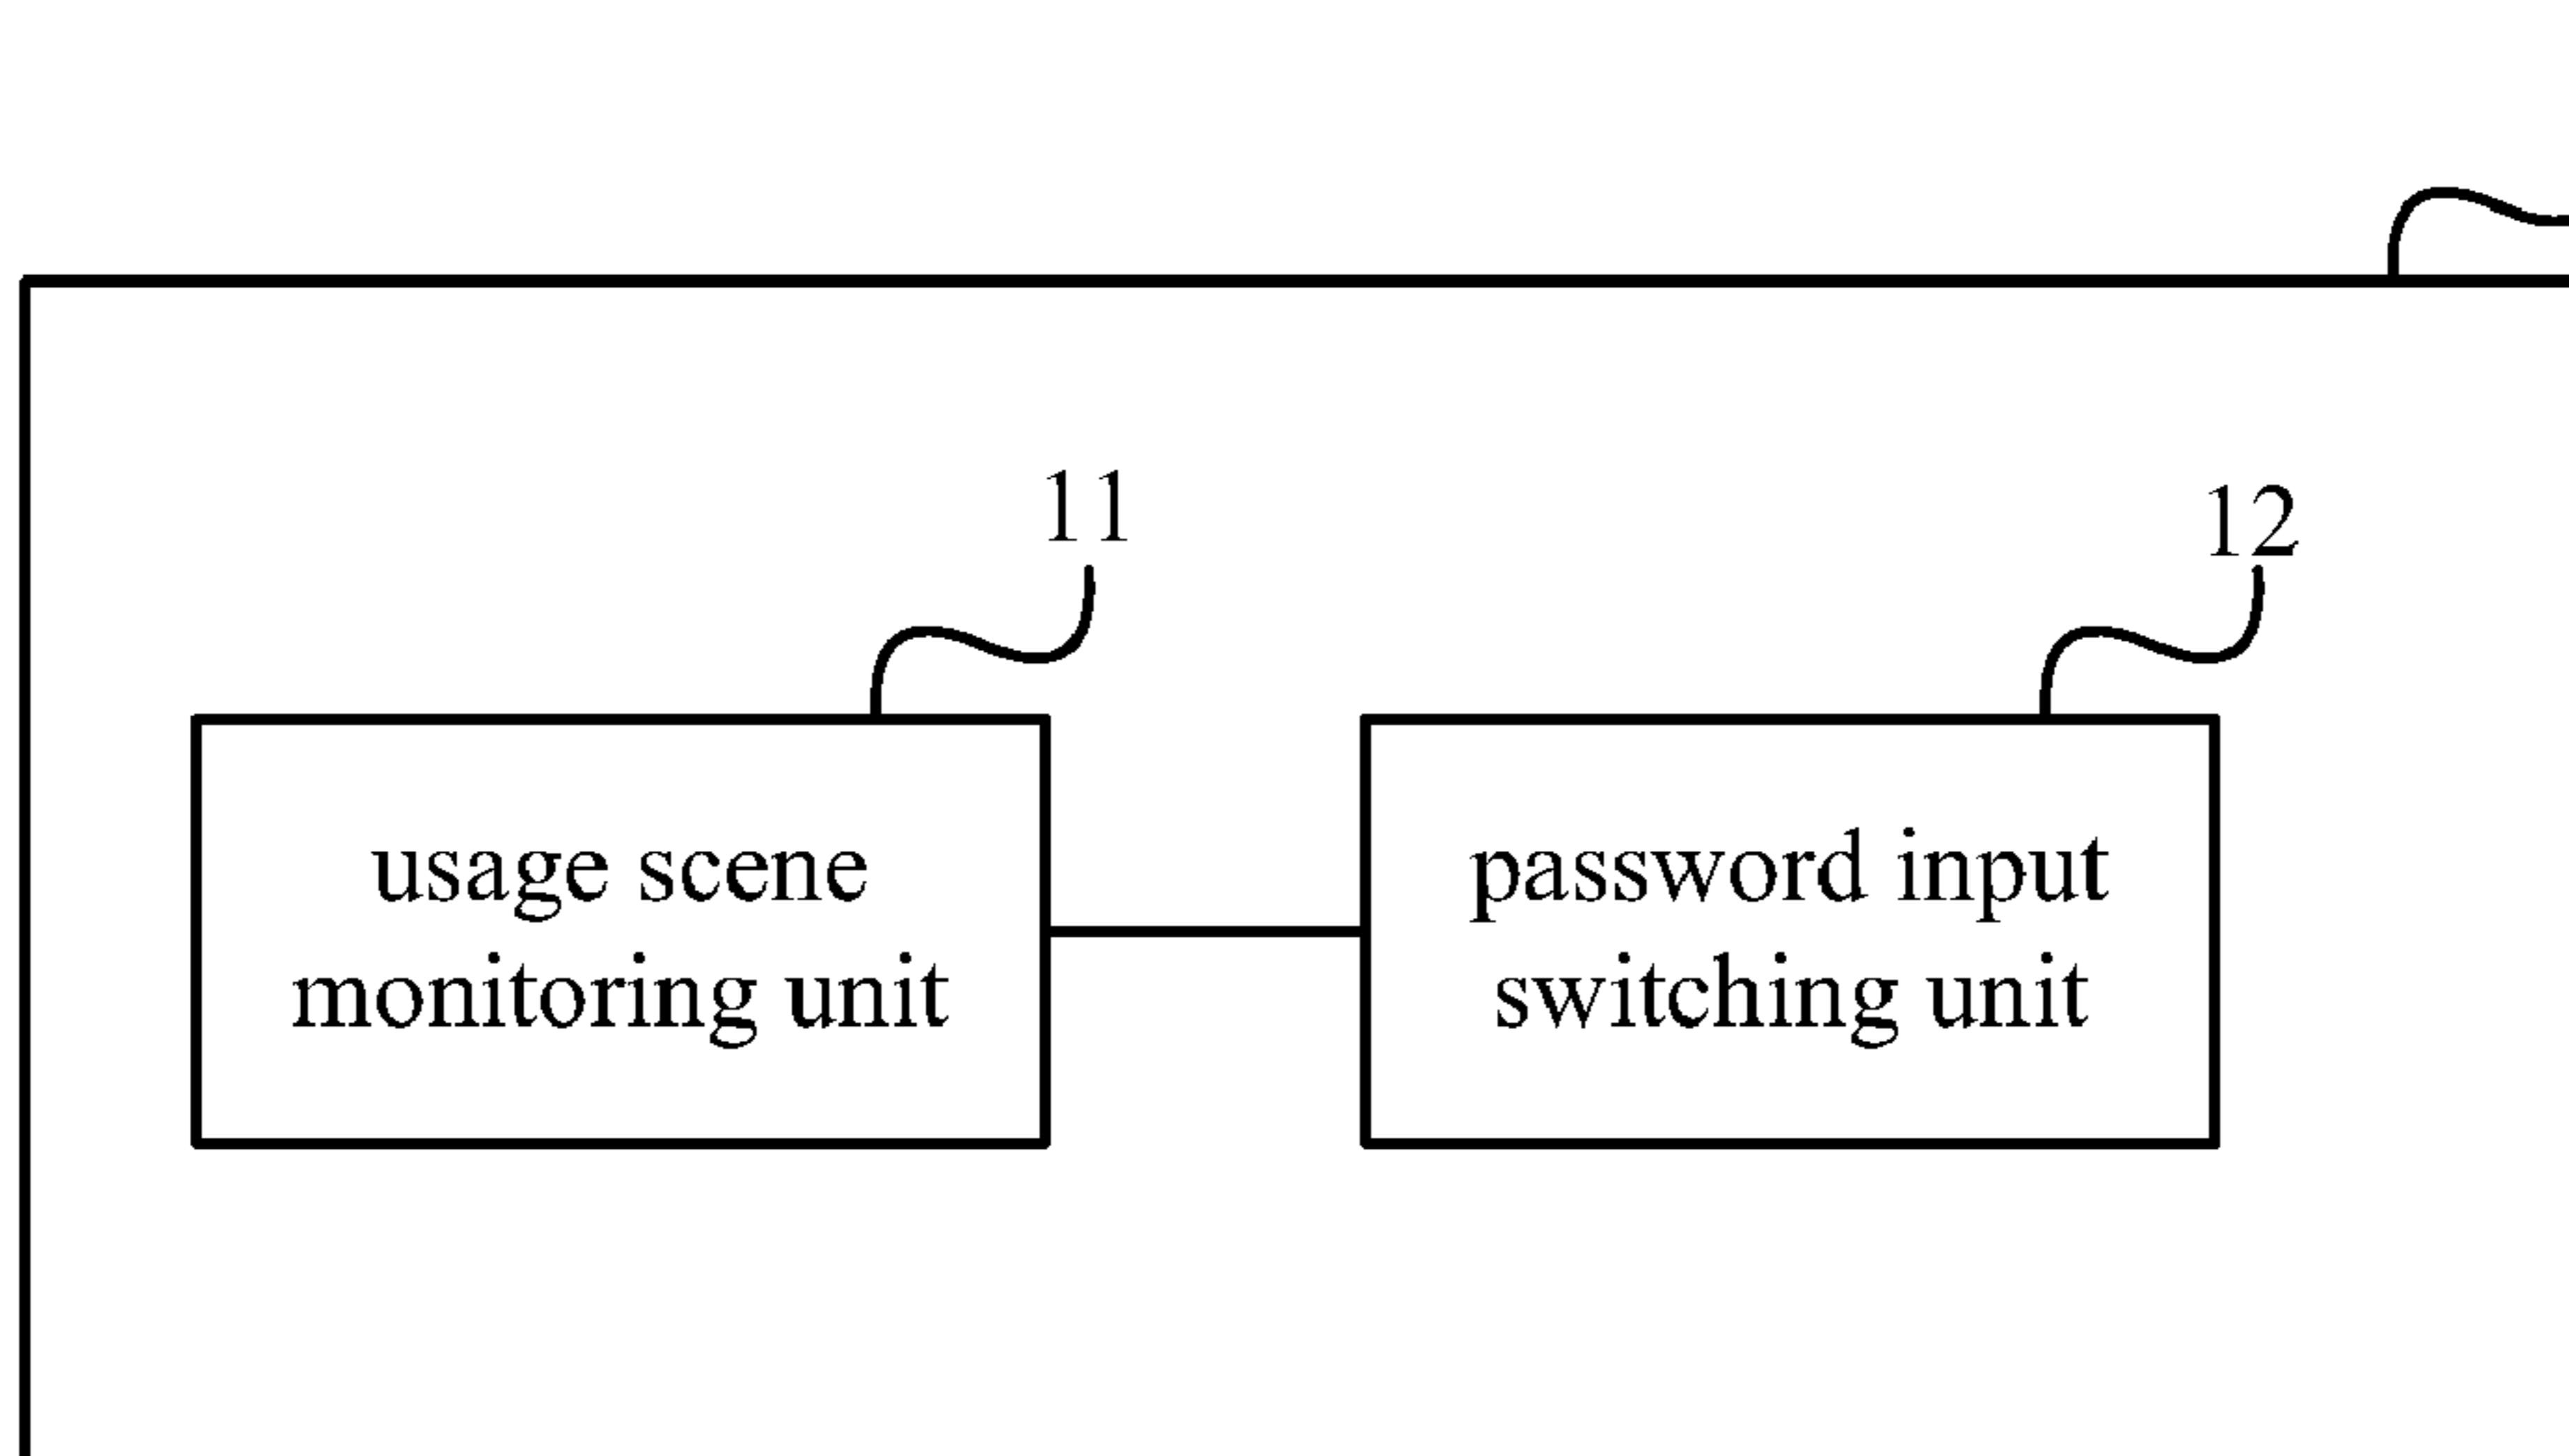 11
12
usage scene
monitoring unit
password input
switching unit